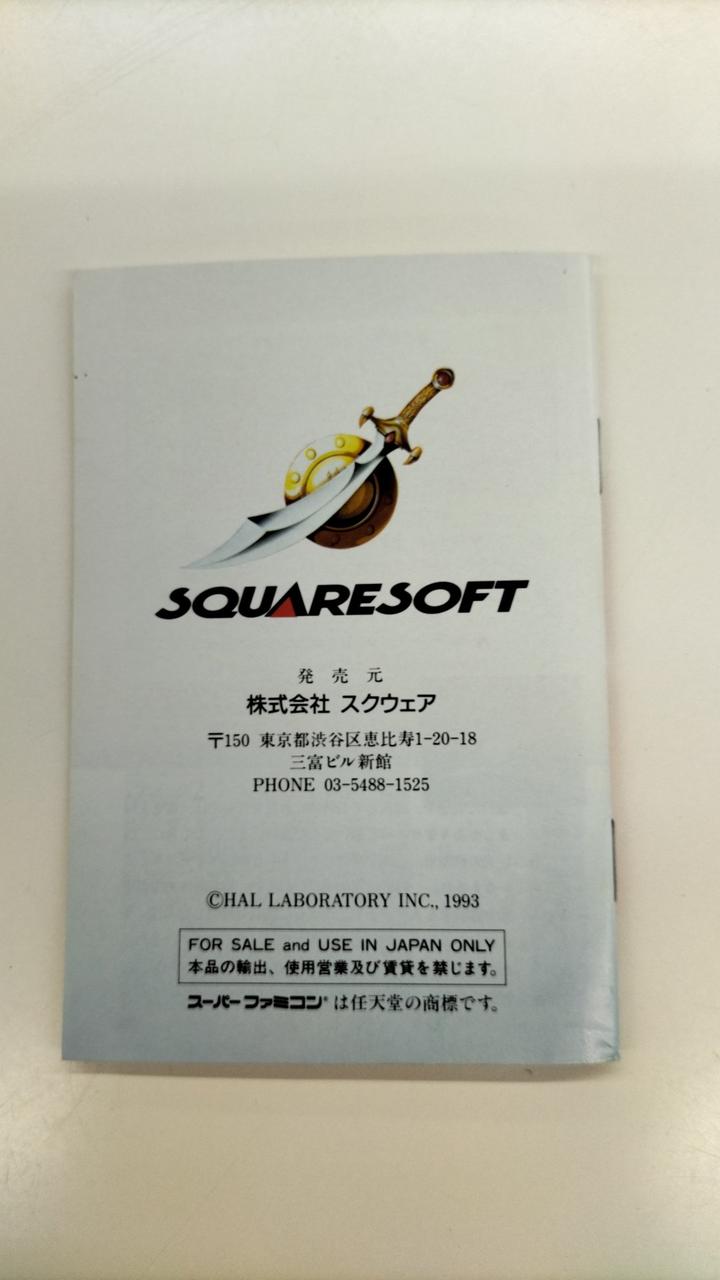 SQUARESOFT
発売元
株式会社 スクウェア
〒150 東京都渋谷区恵比寿1-20-18
三富ビル新館
PHONE 03-5488-1525
©HAL LABORATORY INC., 1993
FOR SALE and USE IN JAPAN ONLY
本品の輸出、使用営業及び賃貸を禁じます。
スーパーファミコン®は任天堂の商標です。